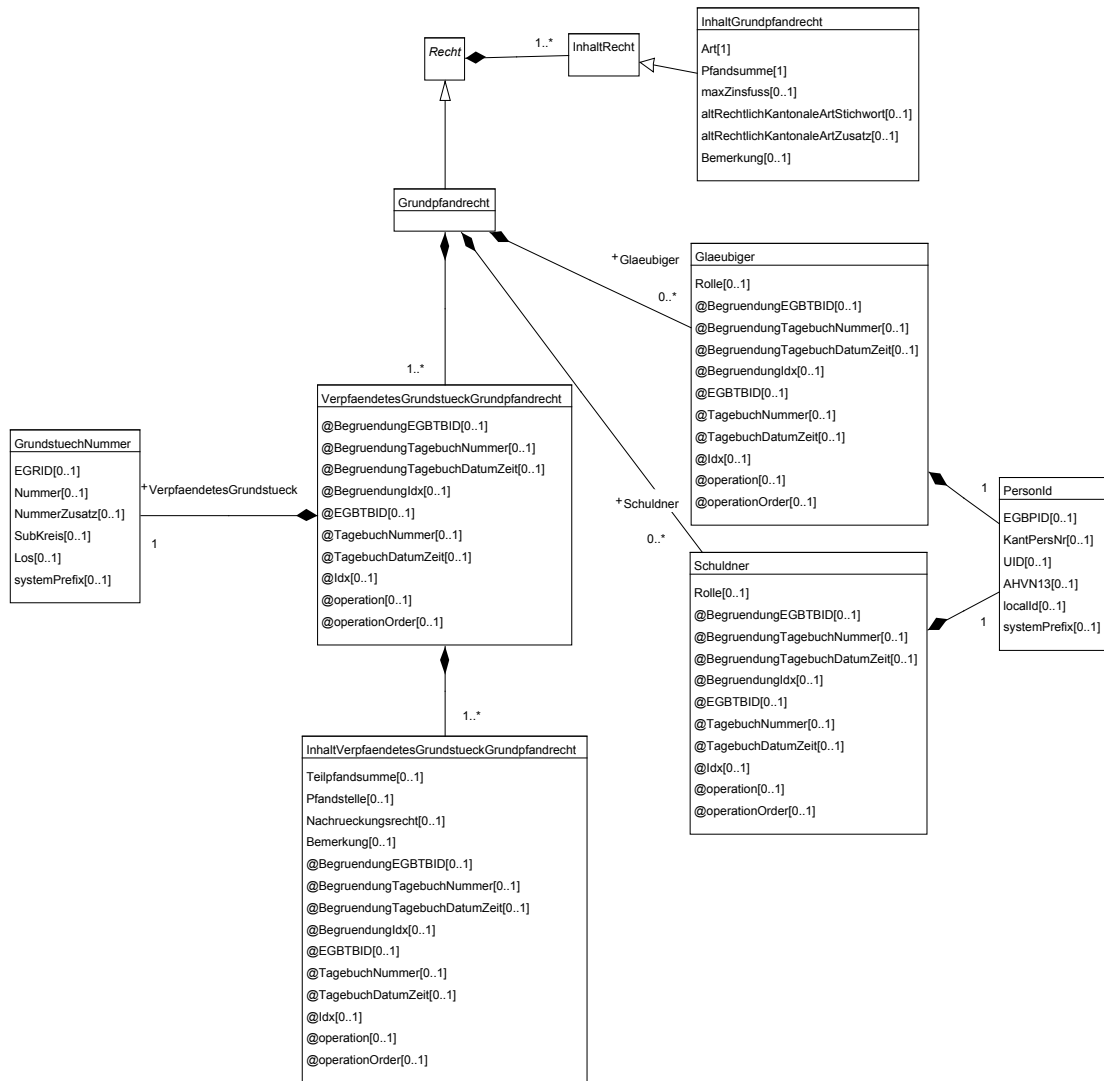 InhaltGrundpfandrecht
Art[1]
Pfandsumme[1]
maxZinsfuss[0..1]
altRechtlichKantonaleArtStichwort[0..1]
altRechtlichKantonaleArtZusatz[0..1]
Bemerkung[0..1]
Recht
1..*
InhaltRecht
Grundpfandrecht
+Glaeubiger
0..*
Glaeubiger
Rolle[0..1]
@BegruendungEGBTBID[0..1]
@BegruendungTagebuchNummer[0..1]
@BegruendungTagebuchDatumZeit[0..1]
@BegruendungIdx[0..1]
@EGBTBID[0..1]
@TagebuchNummer[0..1]
@TagebuchDatumZeit[0..1]
@Idx[0..1]
@operation[0..1]
@operationOrder[0..1]
1..*
VerpfaendetesGrundstueckGrundpfandrecht
@BegruendungEGBTBID[0..1]
@BegruendungTagebuchNummer[0..1]
@BegruendungTagebuchDatumZeit[0..1]
@BegruendungIdx[0..1]
@EGBTBID[0..1]
@TagebuchNummer[0..1]
@TagebuchDatumZeit[0..1]
@Idx[0..1]
@operation[0..1]
@operationOrder[0..1]
GrundstuechNummer
EGRID[0..1]
Nummer[0..1]
NummerZusatz[0..1]
SubKreis[0..1]
Los[0..1]
systemPrefix[0..1]
+VerpfaendetesGrundstueck
1
+Schuldner
0..*
1
PersonId
EGBPID[0..1]
KantPersNr[0..1]
UID[0..1]
AHVN13[0..1]
localId[0..1]
systemPrefix[0..1]
1
Schuldner
Rolle[0..1]
@BegruendungEGBTBID[0..1]
@BegruendungTagebuchNummer[0..1]
@BegruendungTagebuchDatumZeit[0..1]
@BegruendungIdx[0..1]
@EGBTBID[0..1]
@TagebuchNummer[0..1]
@TagebuchDatumZeit[0..1]
@Idx[0..1]
@operation[0..1]
@operationOrder[0..1]
1..*
InhaltVerpfaendetesGrundstueckGrundpfandrecht
Teilpfandsumme[0..1]
Pfandstelle[0..1]
Nachrueckungsrecht[0..1]
Bemerkung[0..1]
@BegruendungEGBTBID[0..1]
@BegruendungTagebuchNummer[0..1]
@BegruendungTagebuchDatumZeit[0..1]
@BegruendungIdx[0..1]
@EGBTBID[0..1]
@TagebuchNummer[0..1]
@TagebuchDatumZeit[0..1]
@Idx[0..1]
@operation[0..1]
@operationOrder[0..1]